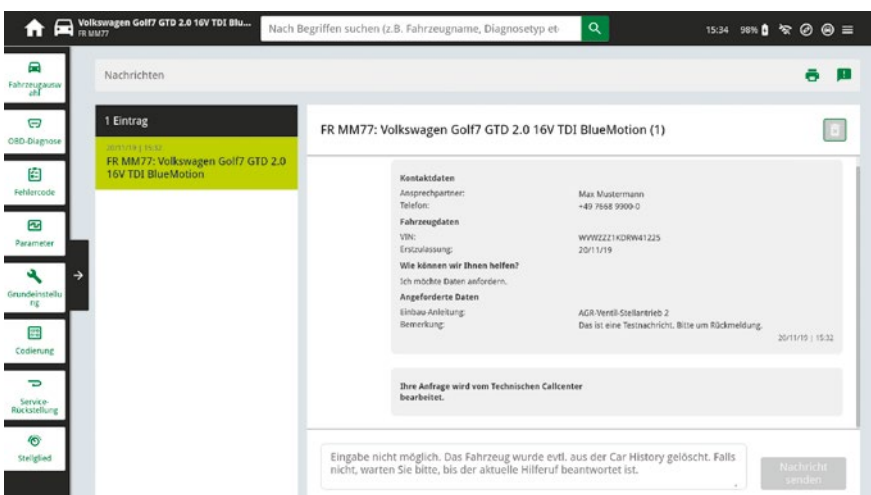 Volkswagen Golf7 GTD 2.0 16V TDI Blu...
FR MM77
Nach Begriffen suchen (z.B. Fahrzeugname, Diagnosetyp et
15:34 98%
Fahrzeugausw
ahl
OBD-Diagnose
Fehlercode
Parameter
Grundeinstellu
ng
Codierung
Service-
Rückstellung
Stellglied
Nachrichten
1 Eintrag
20/11/19 | 15:32
FR MM77: Volkswagen Golf7 GTD 2.0
16V TDI BlueMotion
FR MM77: Volkswagen Golf7 GTD 2.0 16V TDI BlueMotion (1)
Kontaktdaten
Ansprechpartner: Max Mustermann
Telefon: +49 7668 9900-0
Fahrzeugdaten
VIN: WVWZZZ1KDRW41225
Erstzulassung: 20/11/19
Wie können wir Ihnen helfen?
Ich möchte Daten anfordern.
Angeforderte Daten
Einbau-Anleitung: AGR-Ventil-Stellantrieb 2
Bemerkung: Das ist eine Testnachricht. Bitte um Rückmeldung.
20/11/19 | 15:32
Ihre Anfrage wird vom Technischen Callcenter
bearbeitet.
Eingabe nicht möglich. Das Fahrzeug wurde evtl. aus der Car History gelöscht. Falls
nicht, warten Sie bitte, bis der aktuelle Hilferuf beantwortet ist.
Nachricht
senden